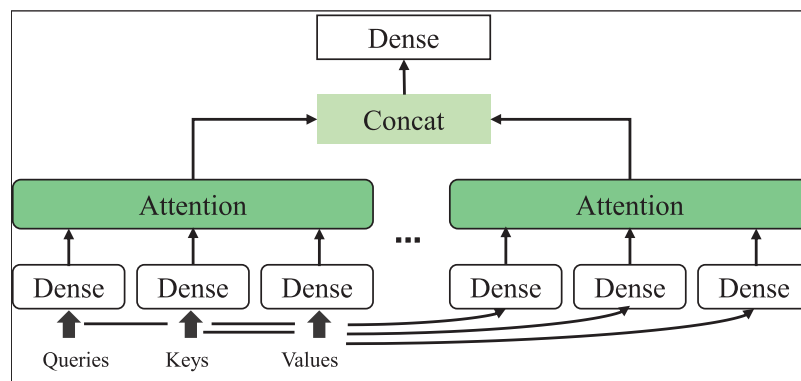 Dense
Concat
Attention Attention
...
Dense Dense Dense Dense Dense Dense
Queries Keys Values